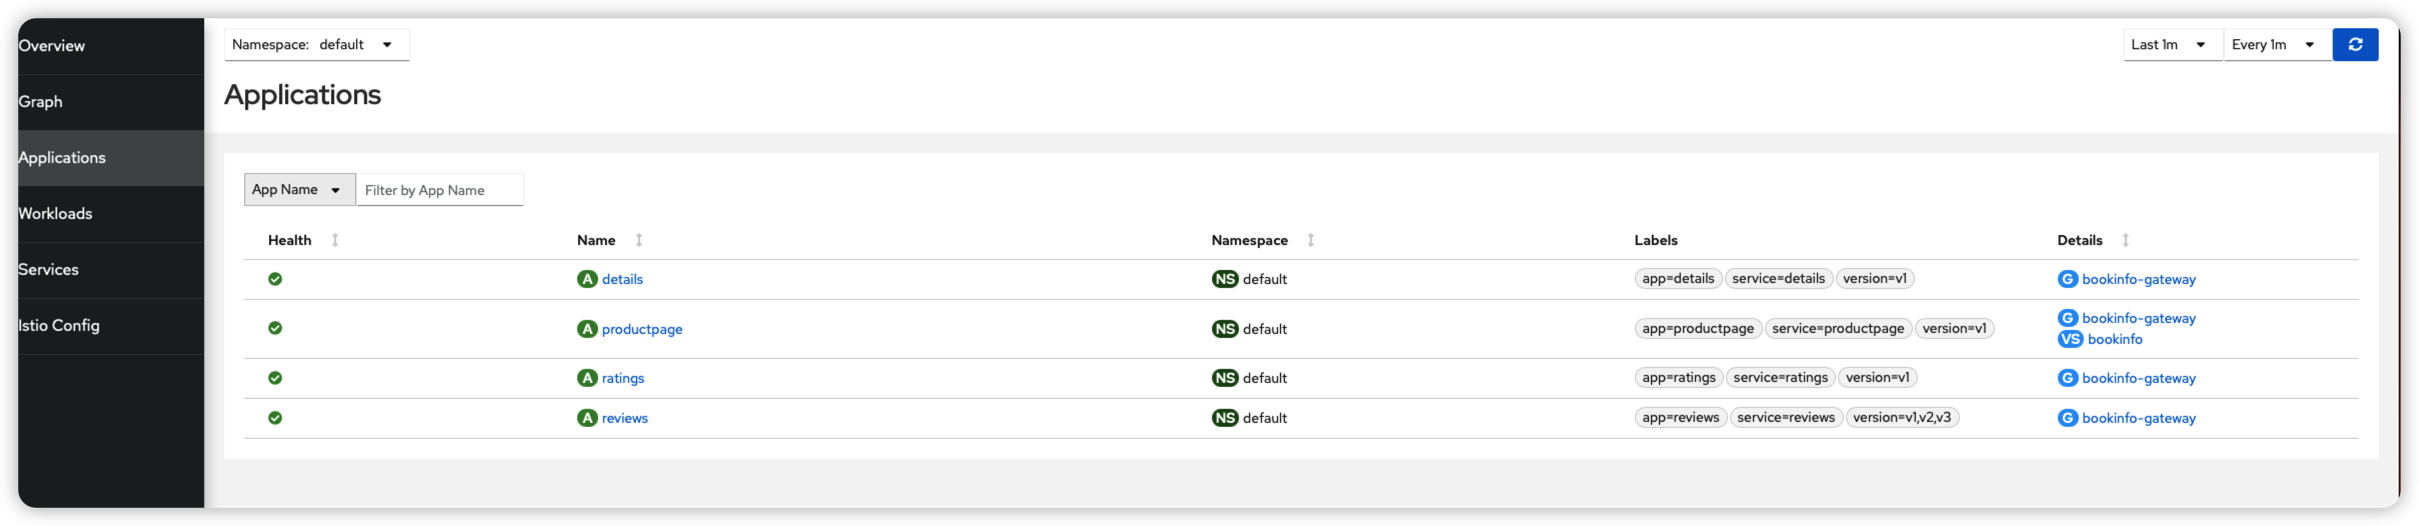 Overview
Graph
Applications
Workloads
Services
Istio Config
Namespace: default
Last 1m Every 1m
Applications
App Name Filter by App Name
Health Name Namespace Labels Details
A details NS default app=details service=details version=v1 G bookinfo-gateway
A productpage NS default app=productpage service=productpage version=v1 G bookinfo-gateway
VS bookinfo
A ratings NS default app=ratings service=ratings version=v1 G bookinfo-gateway
A reviews NS default app=reviews service=reviews version=v1,v2,v3 G bookinfo-gateway